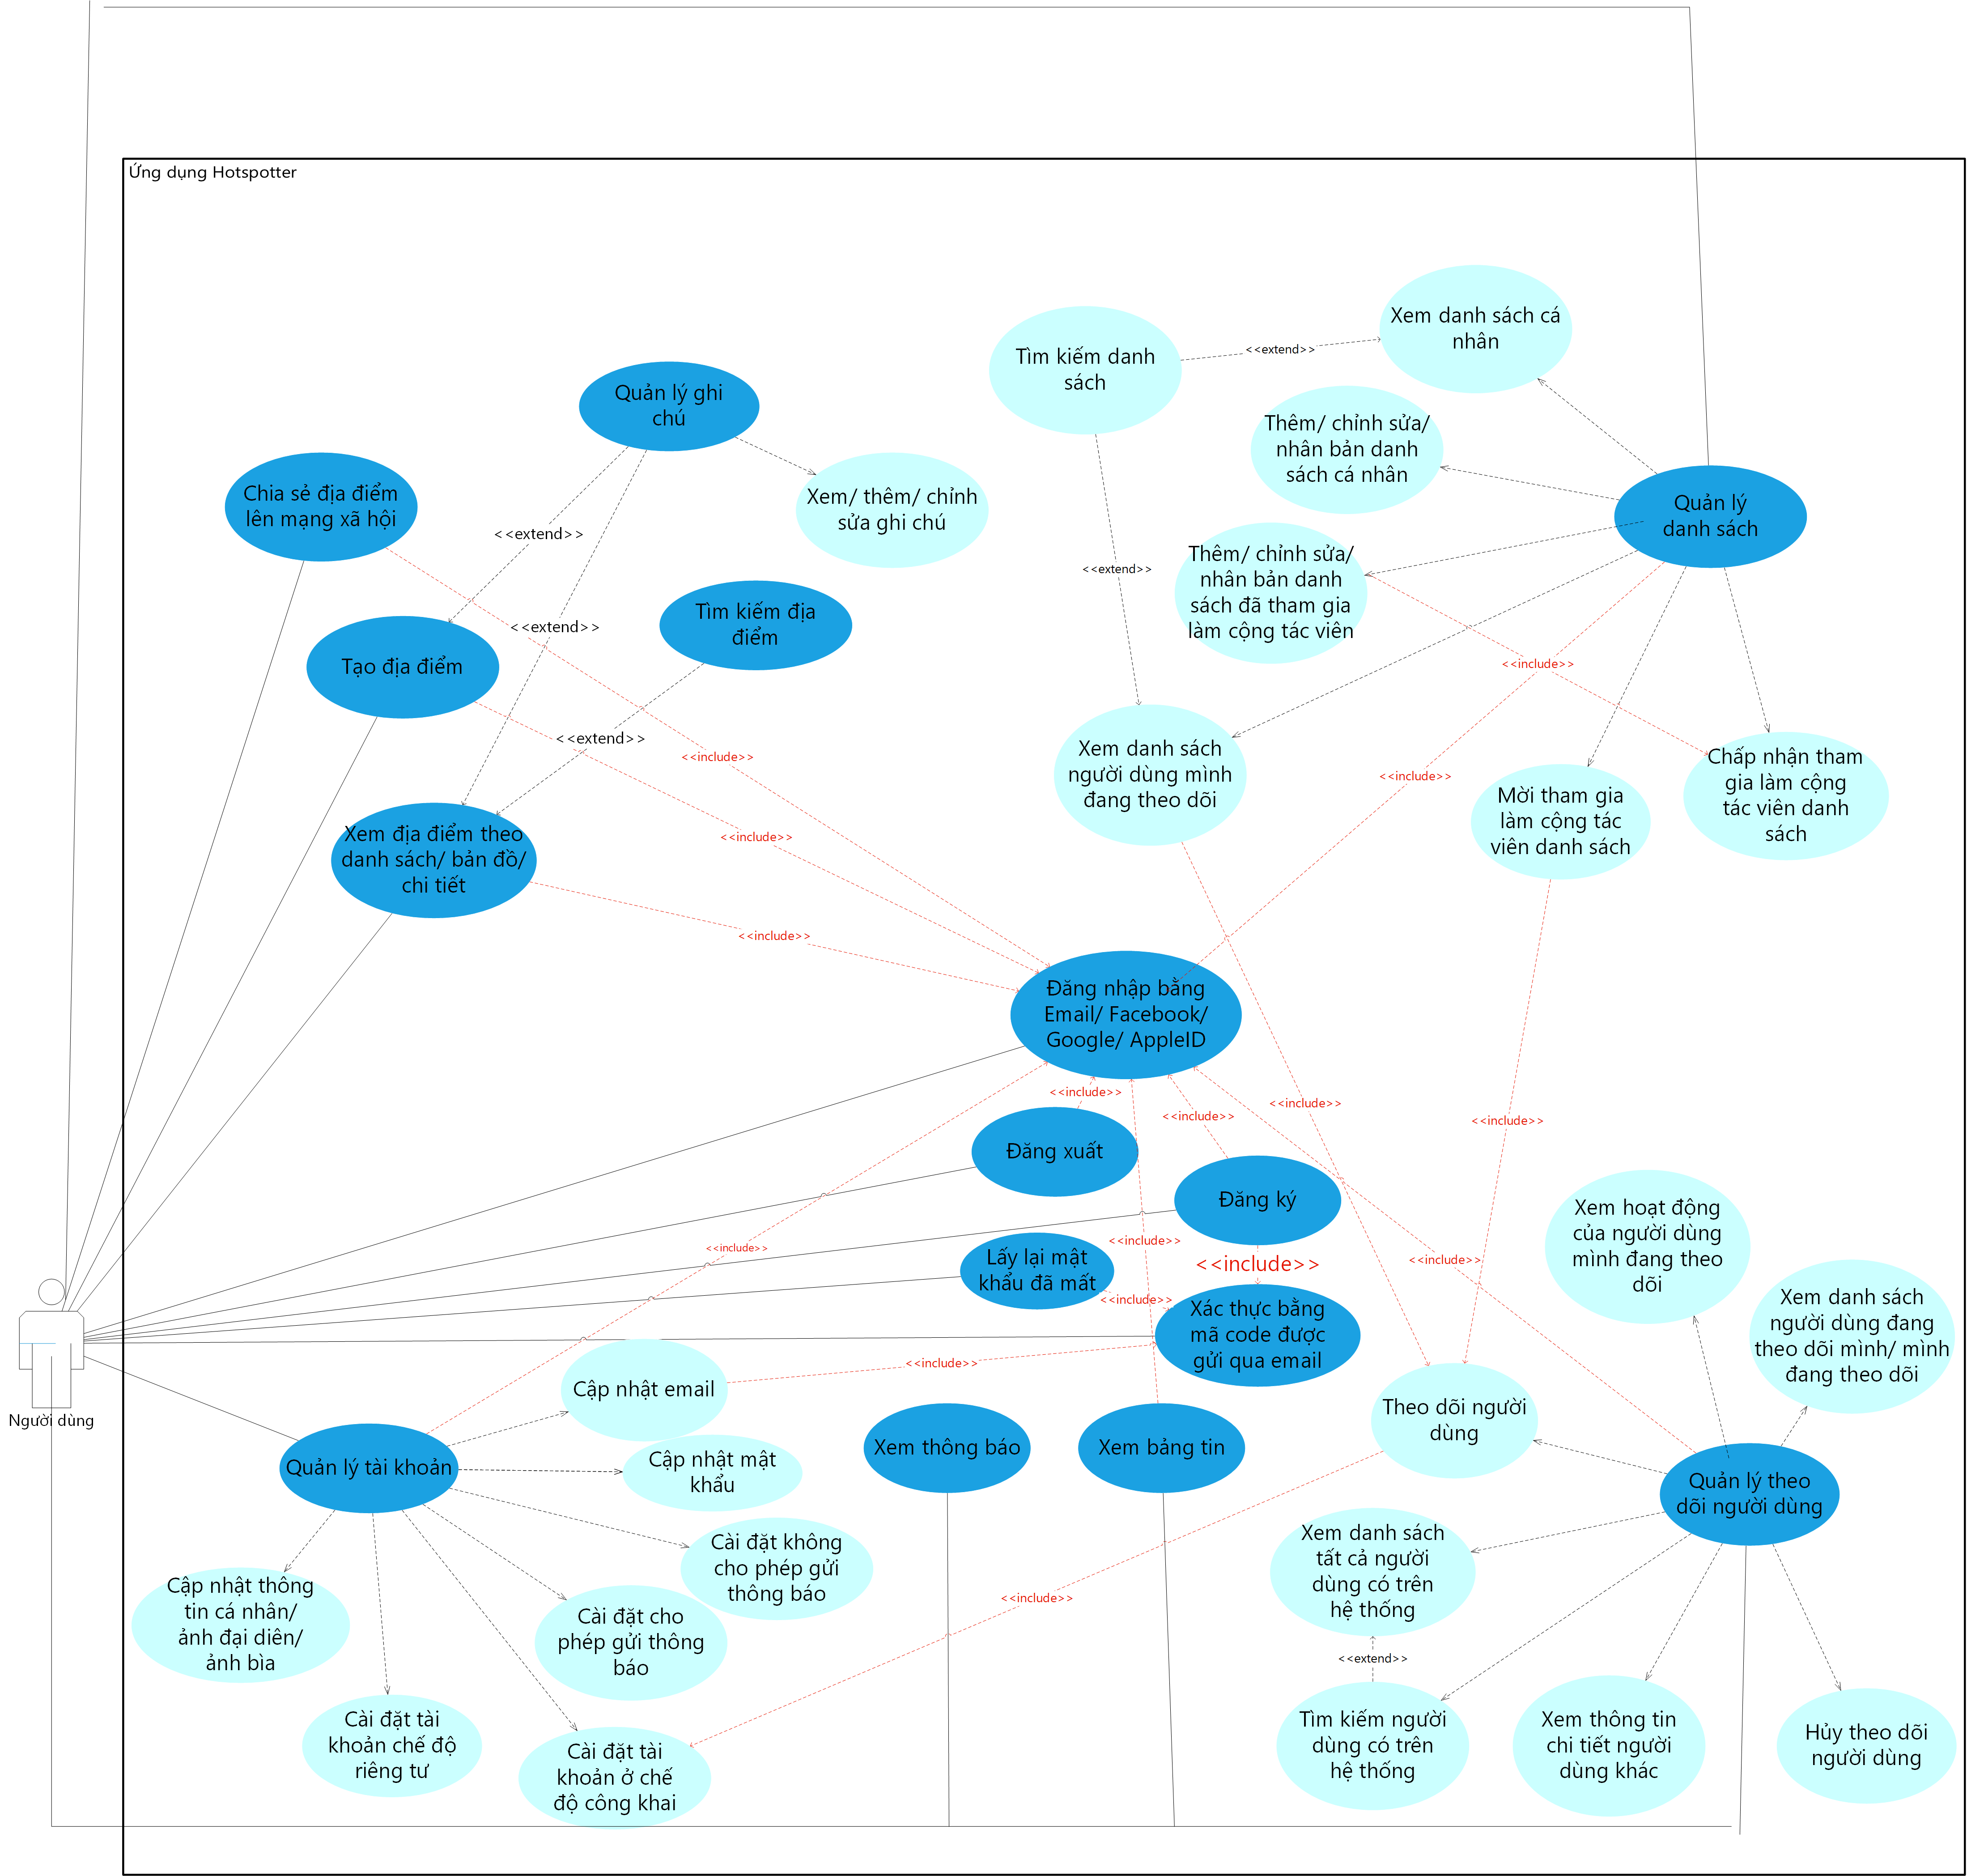 Ứng dụng Hotspotter
Xem danh sách cá
nhân
Tìm kiếm danh
sách
<<extend>>
Quản lý ghi
chú
Thêm/ chỉnh sửa/
nhân bản danh
sách cá nhân
Chia sẻ địa điểm
lên mạng xã hội
Xem/ thêm/ chỉnh
sửa ghi chú
Quản lý
danh sách
<<extend>>
<<extend>>
Thêm/ chỉnh sửa/
nhân bản danh
sách đã tham gia
làm cộng tác viên
<<extend>>
Tìm kiếm địa
điểm
Tạo địa điểm
<<include>>
<<extend>>
<<include>>
<<include>>
Xem danh sách
người dùng mình
đang theo dõi
Chấp nhận tham
gia làm cộng
tác viên danh
sách
Mời tham gia
làm cộng tác
viên danh sách
<<include>>
Xem địa điểm theo
danh sách/ bản đồ/
chi tiết
<<include>>
Đăng nhập bằng
Email/ Facebook/
Google/ AppleID
<<include>>
<<include>>
<<include>>
<<include>>
Đăng xuất
Đăng ký
Xem hoạt động
của người dùng
mình đang theo
dõi
<<include>>
<<include>>
<<include>>
<<include>>
Lấy lại mật
khẩu đã mất
<<include>>
Xác thực bằng
mã code được
gửi qua email
Xem danh sách
người dùng đang
theo dõi mình/ mình
đang theo dõi
<<include>>
Cập nhật email
Người dùng
Theo dõi người
dùng
Xem thông báo
Xem bảng tin
Quản lý tài khoản
Cập nhật mật
khẩu
Quản lý theo
dõi người dùng
Cài đặt không
cho phép gửi
thông báo
Xem danh sách
tất cả người
dùng có trên
hệ thống
Cập nhật thông
tin cá nhân/
ảnh đại diên/
ảnh bìa
Cài đặt cho
phép gửi thông
báo
<<include>>
<<extend>>
Cài đặt tài
khoản chế độ
riêng tư
Cài đặt tài
khoản ở chế
độ công khai
Tìm kiếm người
dùng có trên
hệ thống
Xem thông tin
chi tiết người
dùng khác
Hủy theo dõi
người dùng